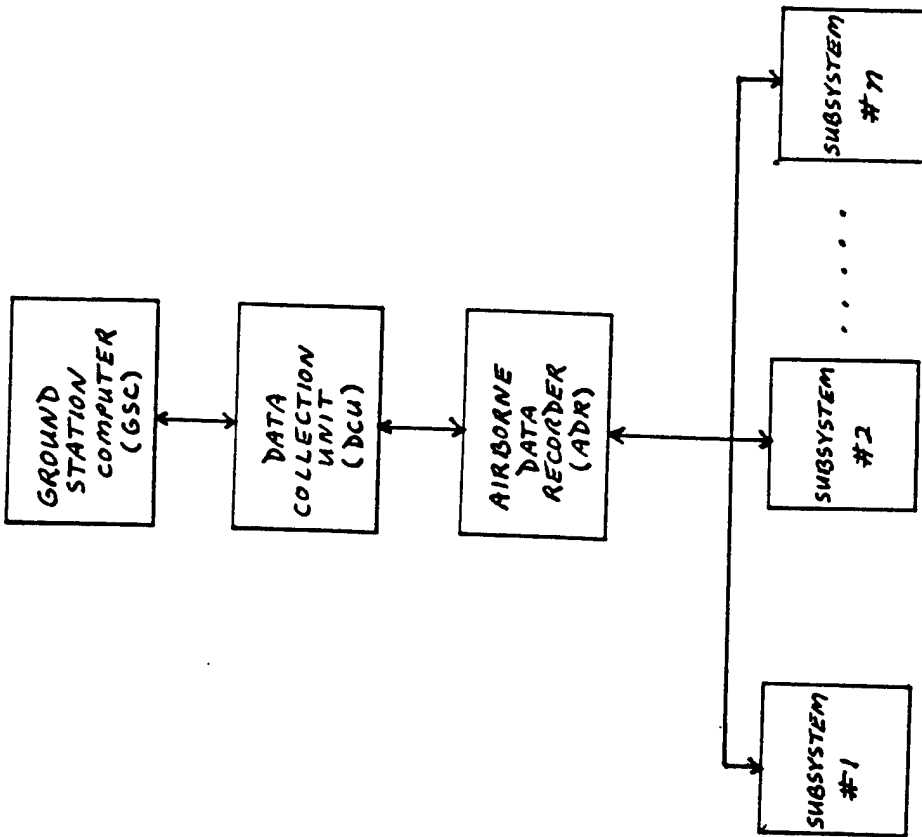 GROUND
STATION
COMPUTER
(GSC)
DATA
COLLECTION
UNIT
(DCU)
AIRBORNE
DATA
RECORDER
(ADR)
SUBSYSTEM
#1
SUBSYSTEM
#2
.....
SUBSYSTEM
#n